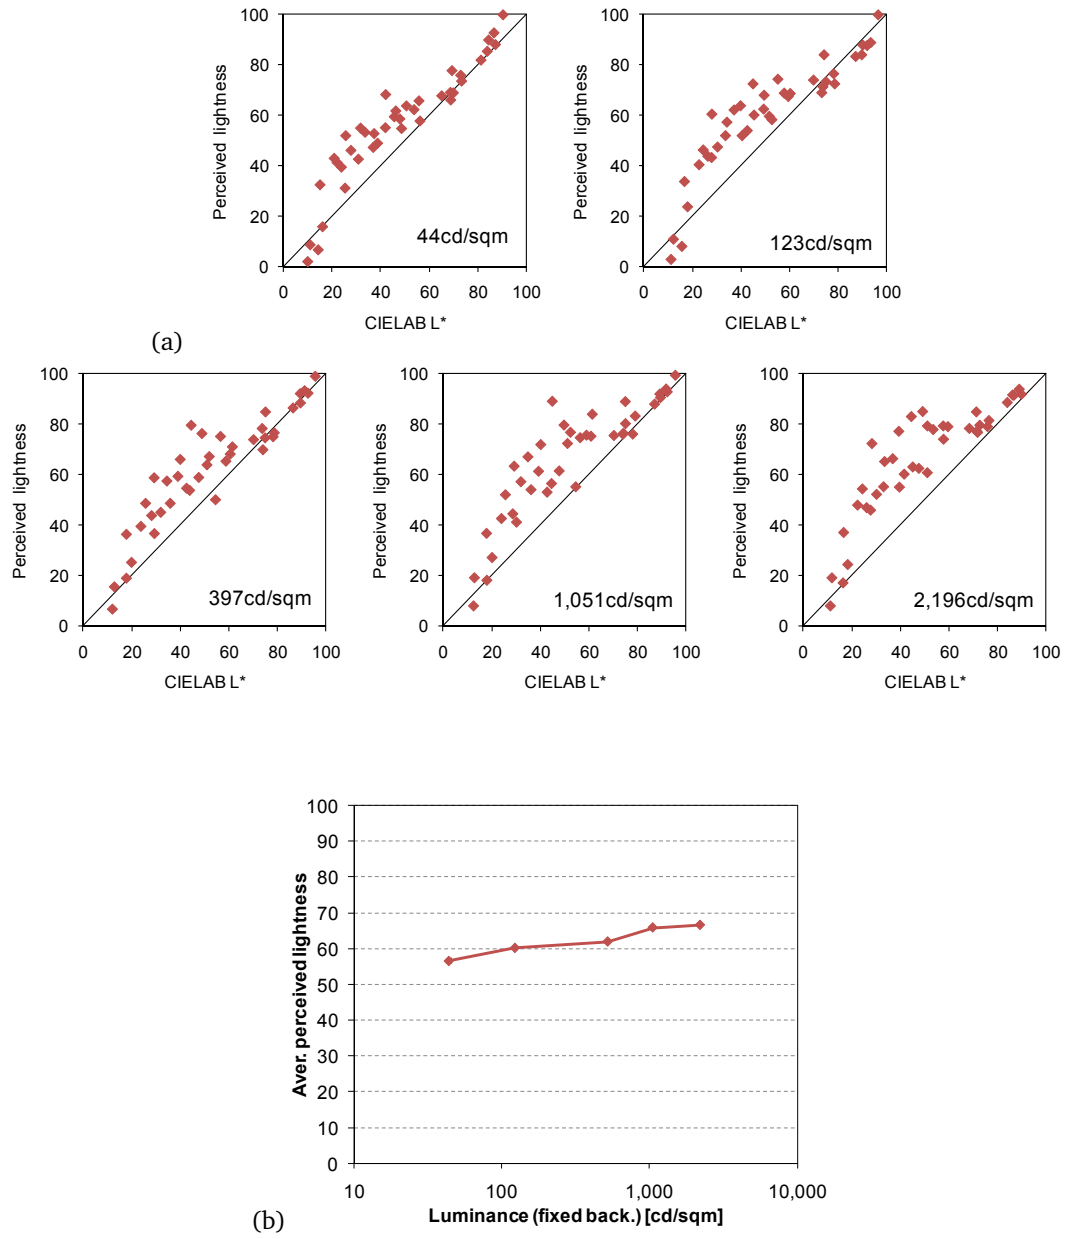 100
80
60
40
20
0
Perceived lightness
44cd/sqm
0 20 40 60 80 100
CIELAB L*
100
80
60
40
20
0
Perceived lightness
123cd/sqm
0 20 40 60 80 100
CIELAB L*
(a)
100
80
60
40
20
0
Perceived lightness
397cd/sqm
0 20 40 60 80 100
CIELAB L*
100
80
60
40
20
0
Perceived lightness
1,051cd/sqm
0 20 40 60 80 100
CIELAB L*
100
80
60
40
20
0
Perceived lightness
2,196cd/sqm
0 20 40 60 80 100
CIELAB L*
100
90
80
70
60
50
40
30
20
10
0
Aver. perceived lightness
10 100 1,000 10,000
Luminance (fixed back.) [cd/sqm]
(b)